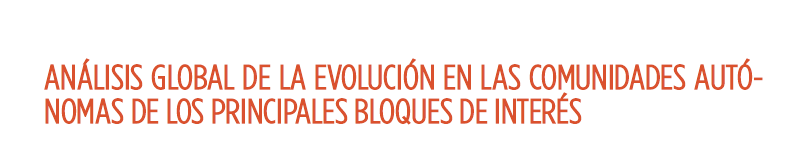 ANÁLISIS GLOBAL DE LA EVOLUCIÓN EN LAS COMUNIDADES AUTÓ-
NOMAS DE LOS PRINCIPALES BLOQUES DE INTERÉS